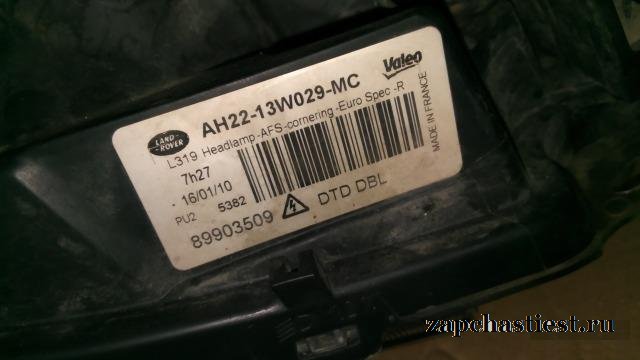 LAND-
ROVER
AH22-13W029-MC
Valeo
L319 Headlamp -AFS-cornering -Euro Spec -R
7h27
- 16/01/10
PU2
5382
89903509
DTD DBL
MADE IN FRANCE
zapchastiest.ru